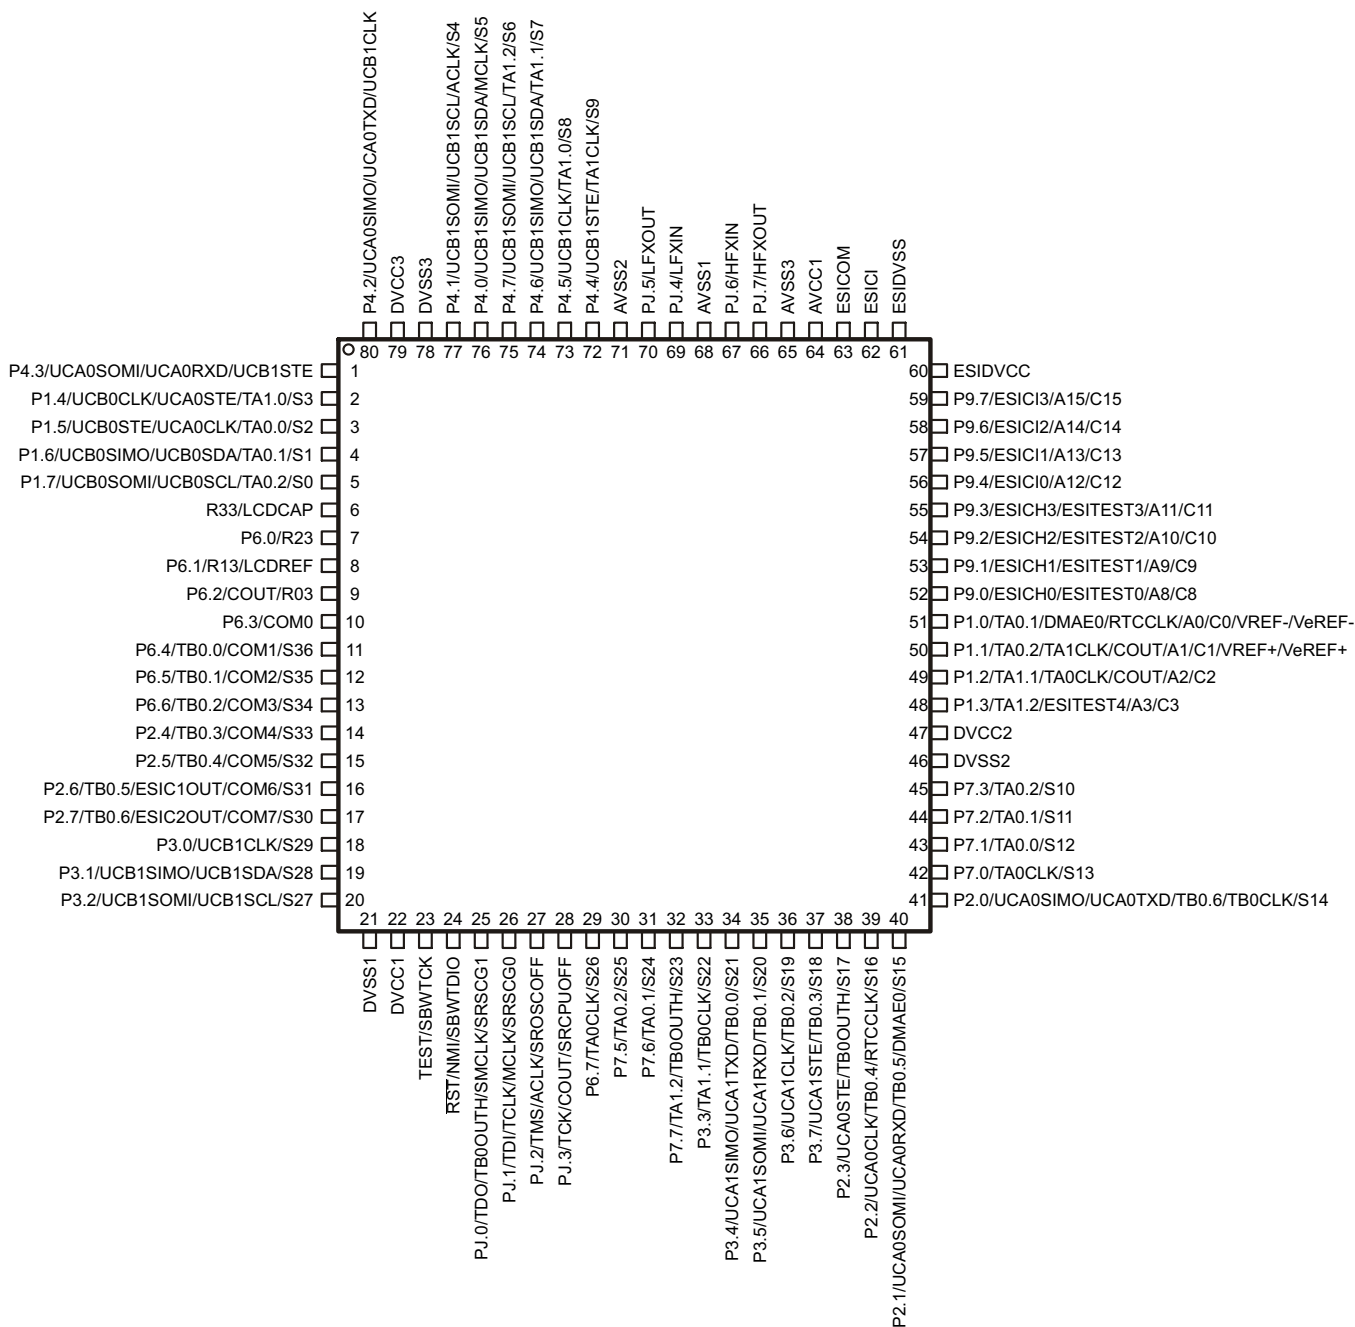 P4.2/UCA0SIMO/UCA0TXD/UCB1CLK
DVCC3
DVSS3
P4.1/UCB1SOMI/UCB1SCL/ACLK/S4
P4.0/UCB1SIMO/UCB1SDA/MCLK/S5
P4.7/UCB1SOMI/UCB1SCL/TA1.2/S6
P4.6/UCB1SIMO/UCB1SDA/TA1.1/S7
P4.5/UCB1CLK/TA1.0/S8
P4.4/UCB1STE/TA1CLK/S9
AVSS2
PJ.5/LFXOUT
PJ.4/LFXIN
AVSS1
PJ.6/HFXIN
PJ.7/HFXOUT
AVSS3
AVCC1
ESICOM
ESICI
ESIDVSS
80 79 78 77 76 75 74 73 72 71 70 69 68 67 66 65 64 63 62 61
P4.3/UCA0SOMI/UCA0RXD/UCB1STE 1
P1.4/UCB0CLK/UCA0STE/TA1.0/S3 2
P1.5/UCB0STE/UCA0CLK/TA0.0/S2 3
P1.6/UCB0SIMO/UCB0SDA/TA0.1/S1 4
P1.7/UCB0SOMI/UCB0SCL/TA0.2/S0 5
R33/LCDCAP 6
P6.0/R23 7
P6.1/R13/LCDREF 8
P6.2/COUT/R03 9
P6.3/COM0 10
P6.4/TB0.0/COM1/S36 11
P6.5/TB0.1/COM2/S35 12
P6.6/TB0.2/COM3/S34 13
P2.4/TB0.3/COM4/S33 14
P2.5/TB0.4/COM5/S32 15
P2.6/TB0.5/ESIC1OUT/COM6/S31 16
P2.7/TB0.6/ESIC2OUT/COM7/S30 17
P3.0/UCB1CLK/S29 18
P3.1/UCB1SIMO/UCB1SDA/S28 19
P3.2/UCB1SOMI/UCB1SCL/S27 20
60 ESIDVCC
59 P9.7/ESICI3/A15/C15
58 P9.6/ESICI2/A14/C14
57 P9.5/ESICI1/A13/C13
56 P9.4/ESICI0/A12/C12
55 P9.3/ESICH3/ESITEST3/A11/C11
54 P9.2/ESICH2/ESITEST2/A10/C10
53 P9.1/ESICH1/ESITEST1/A9/C9
52 P9.0/ESICH0/ESITEST0/A8/C8
51 P1.0/TA0.1/DMAE0/RTCCLK/A0/C0/VREF-/VeREF-
50 P1.1/TA0.2/TA1CLK/COUT/A1/C1/VREF+/VeREF+
49 P1.2/TA1.1/TA0CLK/COUT/A2/C2
48 P1.3/TA1.2/ESITEST4/A3/C3
47 DVCC2
46 DVSS2
45 P7.3/TA0.2/S10
44 P7.2/TA0.1/S11
43 P7.1/TA0.0/S12
42 P7.0/TA0CLK/S13
41 P2.0/UCA0SIMO/UCA0TXD/TB0.6/TB0CLK/S14
21 22 23 24 25 26 27 28 29 30 31 32 33 34 35 36 37 38 39 40
DVSS1
DVCC1
TEST/SBWTCK
RST/NMI/SBWTDIO
PJ.0/TDO/TB0OUTH/SMCLK/SRSCG1
PJ.1/TDI/TCLK/MCLK/SRSCG0
PJ.2/TMS/ACLK/SROSCOFF
PJ.3/TCK/COUT/SRCPUOFF
P6.7/TA0CLK/S26
P7.5/TA0.2/S25
P7.6/TA0.1/S24
P7.7/TA1.2/TB0OUTH/S23
P3.3/TA1.1/TB0CLK/S22
P3.4/UCA1SIMO/UCA1TXD/TB0.0/S21
P3.5/UCA1SOMI/UCA1RXD/TB0.1/S20
P3.6/UCA1CLK/TB0.2/S19
P3.7/UCA1STE/TB0.3/S18
P2.3/UCA0STE/TB0OUTH/S17
P2.2/UCA0CLK/TB0.4/RTCCLK/S16
P2.1/UCA0SOMI/UCA0RXD/TB0.5/DMAE0/S15